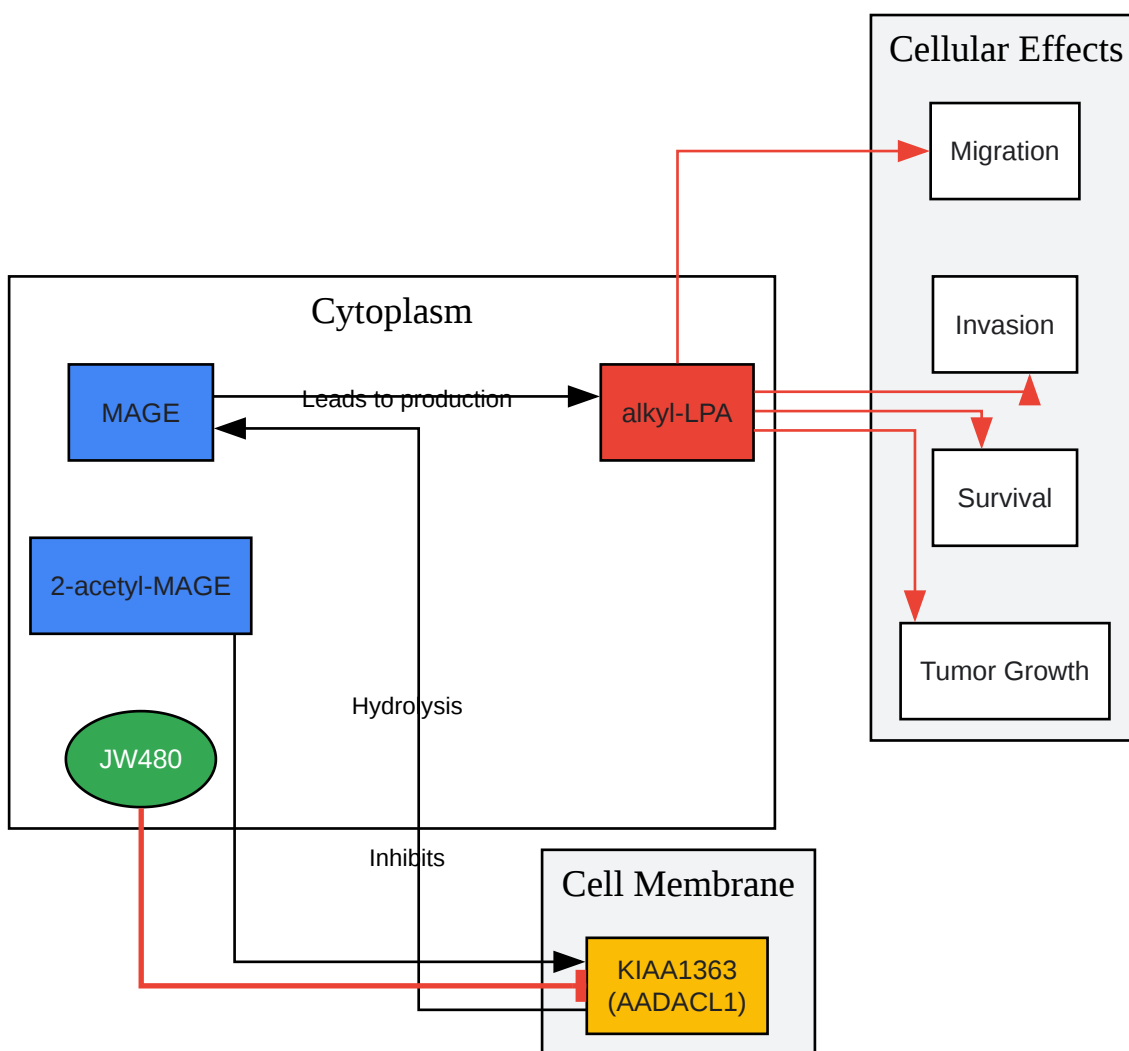 Cellular Effects
Migration
Cytoplasm
Invasion
MAGE
Leads to production
alkyl-LPA
Survival
2-acetyl-MAGE
Tumor Growth
Hydrolysis
JW480
Inhibits
Cell Membrane
KIAA1363
(AADACL1)